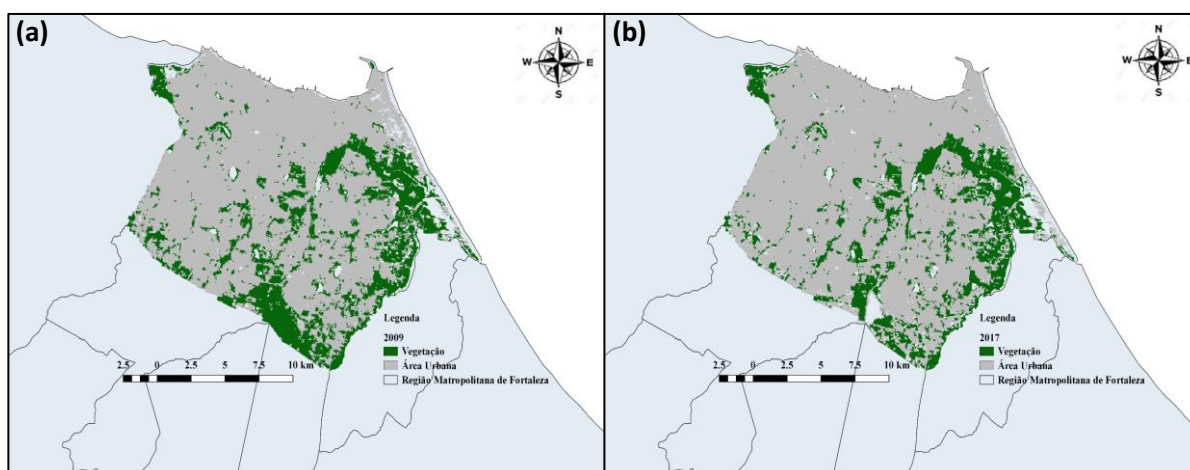 (a)
N
W E
S
Legenda
2009
Vegetação
Área Urbana
Região Matropolitana de Fortaleza
2.5 0 2.5 5 7.5 10 km
(b)
N
W E
S
Legenda
2017
Vegetação
Área Urbana
Região Matropolitana de Fortaleza
2.5 0 2.5 5 7.5 10 km